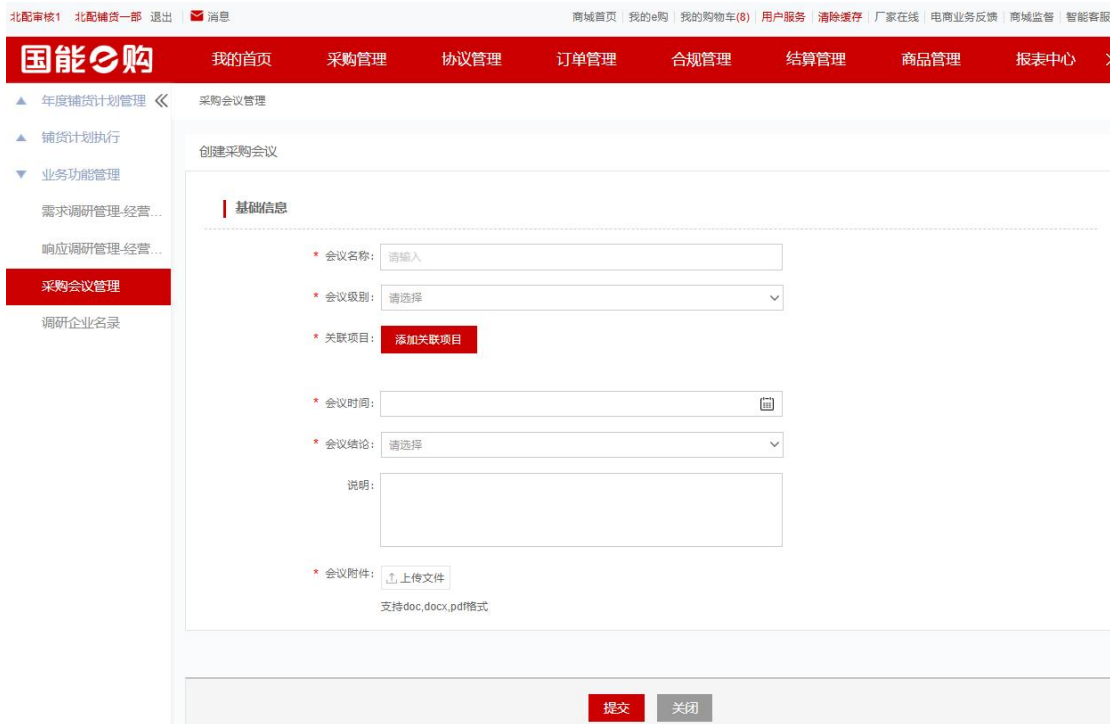 北配审核1 北配铺货一部 退出 消息 商城首页 我的e购 我的购物车(8) 用户服务 清除缓存 厂家在线 电商业务反馈 商城监督 智能客服
国能e购 我的首页 采购管理 协议管理 订单管理 合规管理 结算管理 商品管理 报表中心
年度铺货计划管理
采购会议管理
铺货计划执行
创建采购会议
业务功能管理
需求调研管理-经营...
基础信息
响应调研管理-经营...
* 会议名称: 请输入
采购会议管理
* 会议级别: 请选择
调研企业名录
* 关联项目: 添加关联项目
* 会议时间:
* 会议结论: 请选择
说明:
* 会议附件: 上传文件
支持doc,docx,pdf格式
提交 关闭